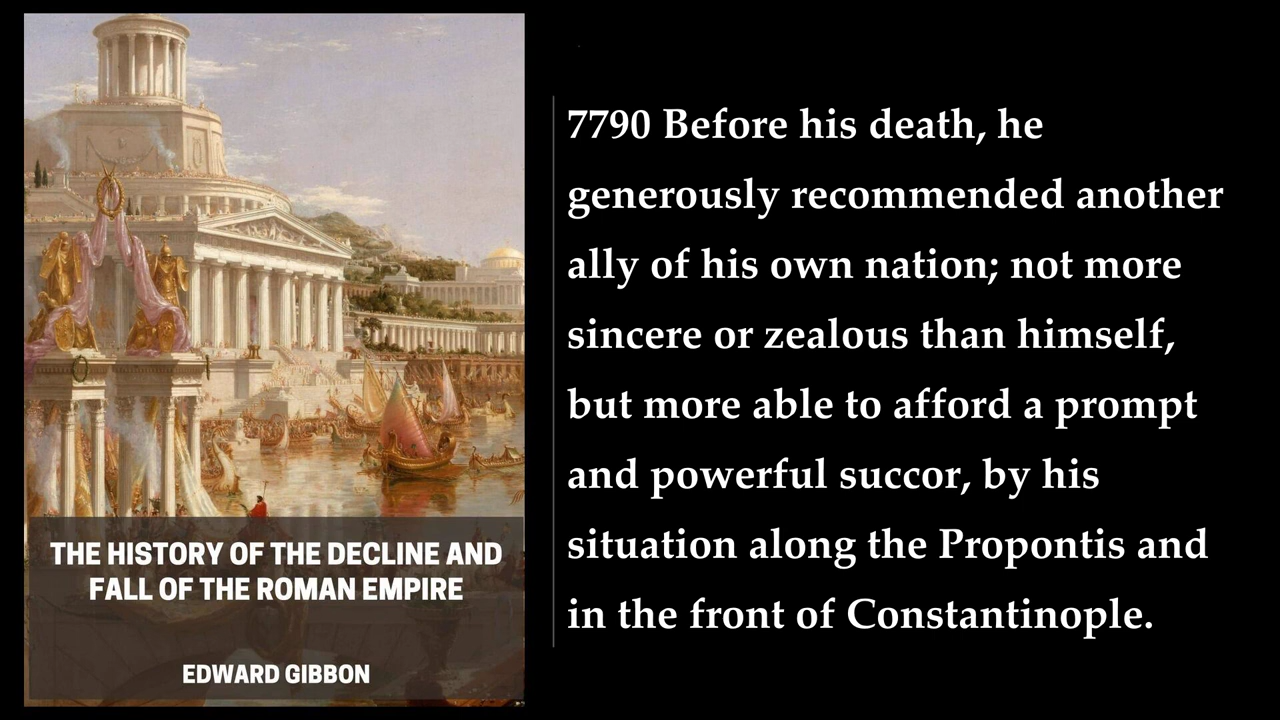 THE HISTORY OF THE DECLINE AND
FALL OF THE ROMAN EMPIRE
EDWARD GIBBON
7790 Before his death, he
generously recommended another
ally of his own nation; not more
sincere or zealous than himself,
but more able to afford a prompt
and powerful succor, by his
situation along the Propontis and
in the front of Constantinople.